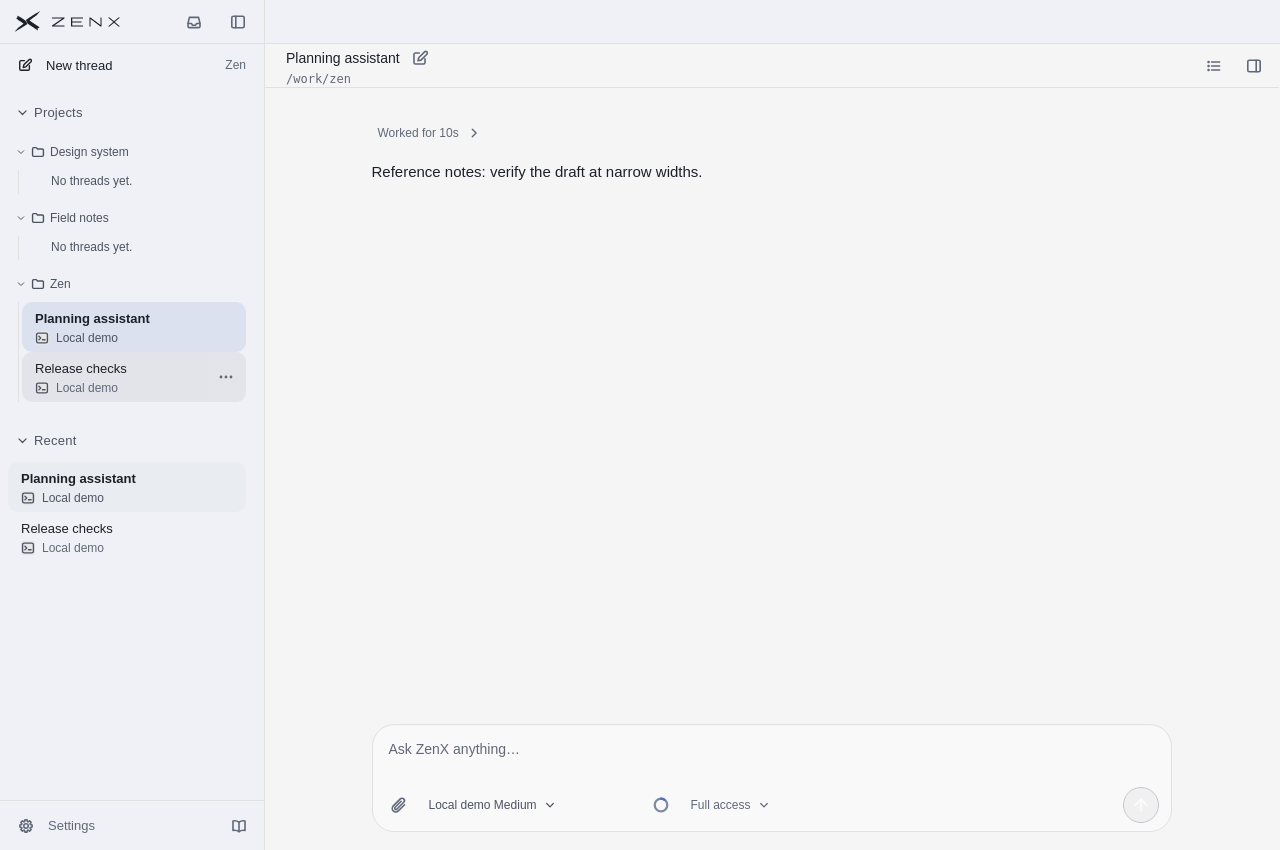 ZENX
New thread
Zen
Projects
Design system
No threads yet.
Field notes
No threads yet.
Zen
Planning assistant
Local demo
Release checks
Local demo
Recent
Planning assistant
Local demo
Release checks
Local demo
Settings
Planning assistant
/work/zen
Worked for 10s
Reference notes: verify the draft at narrow widths.
Ask ZenX anything…
Local demo Medium
Full access